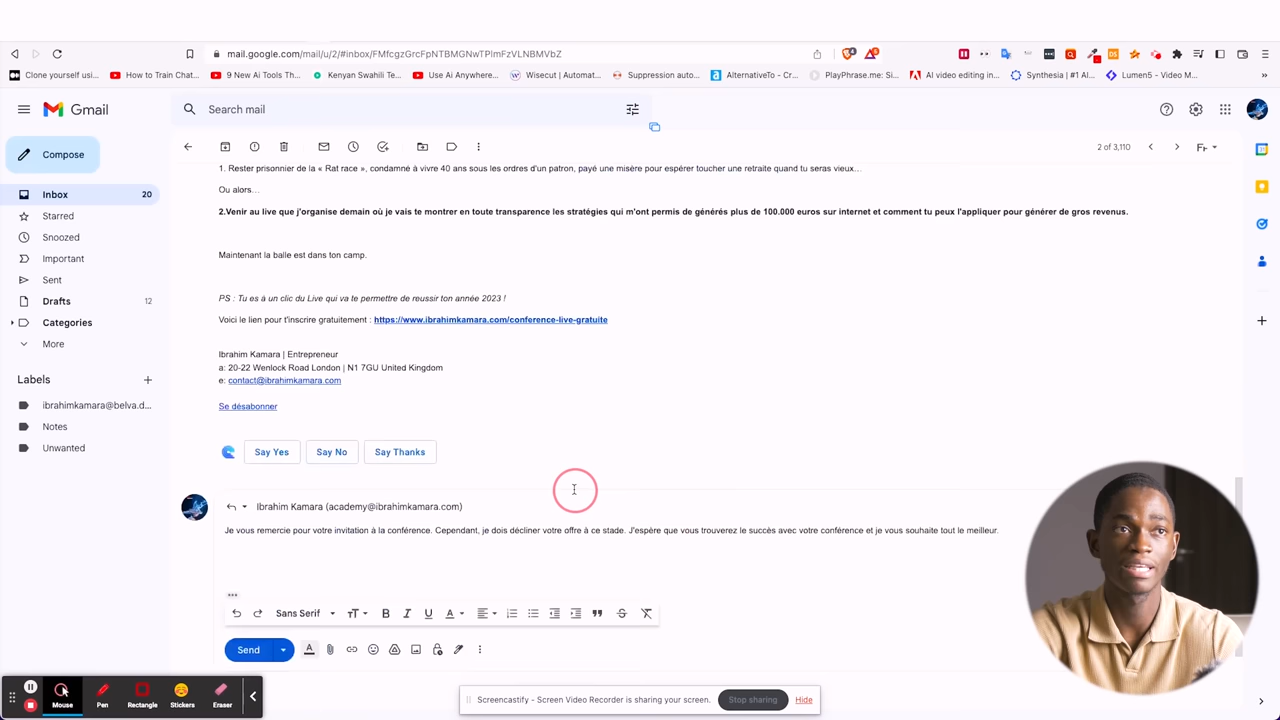 mail.google.com/mail/u/2/#inbox/FMfcgzGrcFpNTBMGNwTPlmFzVLNBMVbZ
Clone yourself usi... How to Train Chat... 9 New Ai Tools Th... Kenyan Swahili Te... Use Ai Anywhere... Wisecut | Automat... Suppression auto... AlternativeTo - Cr... PlayPhrase.me: Si... AI video editing in... Synthesia | #1 AI... Lumen5 - Video M... »
Gmail
Search mail
Compose
2 of 3,110
Inbox 20
Starred
Snoozed
Important
Sent
Drafts 12
Categories
More
Labels
ibrahimkamara@belva.d...
Notes
Unwanted
1. Rester prisonnier de la « Rat race », condamné à vivre 40 ans sous les ordres d'un patron, payé une misère pour espérer toucher une retraite quand tu seras vieux…
Ou alors…
2.Venir au live que j'organise demain où je vais te montrer en toute transparence les stratégies qui m'ont permis de générés plus de 100.000 euros sur internet et comment tu peux l'appliquer pour générer de gros revenus.
Maintenant la balle est dans ton camp.
PS : Tu es à un clic du Live qui va te permettre de reussir ton année 2023 !
Voici le lien pour t'inscrire gratuitement : https://www.ibrahimkamara.com/conference-live-gratuite
Ibrahim Kamara | Entrepreneur
a: 20-22 Wenlock Road London | N1 7GU United Kingdom
e: contact@ibrahimkamara.com
Se désabonner
Say Yes Say No Say Thanks
Ibrahim Kamara (academy@ibrahimkamara.com)
Je vous remercie pour votre invitation à la conférence. Cependant, je dois décliner votre offre à ce stade. J'espère que vous trouverez le succès avec votre conférence et je vous souhaite tout le meilleur.
Sans Serif
Send
Mouse Pen Rectangle Stickers Eraser
Screencastify - Screen Video Recorder is sharing your screen. Stop sharing Hide